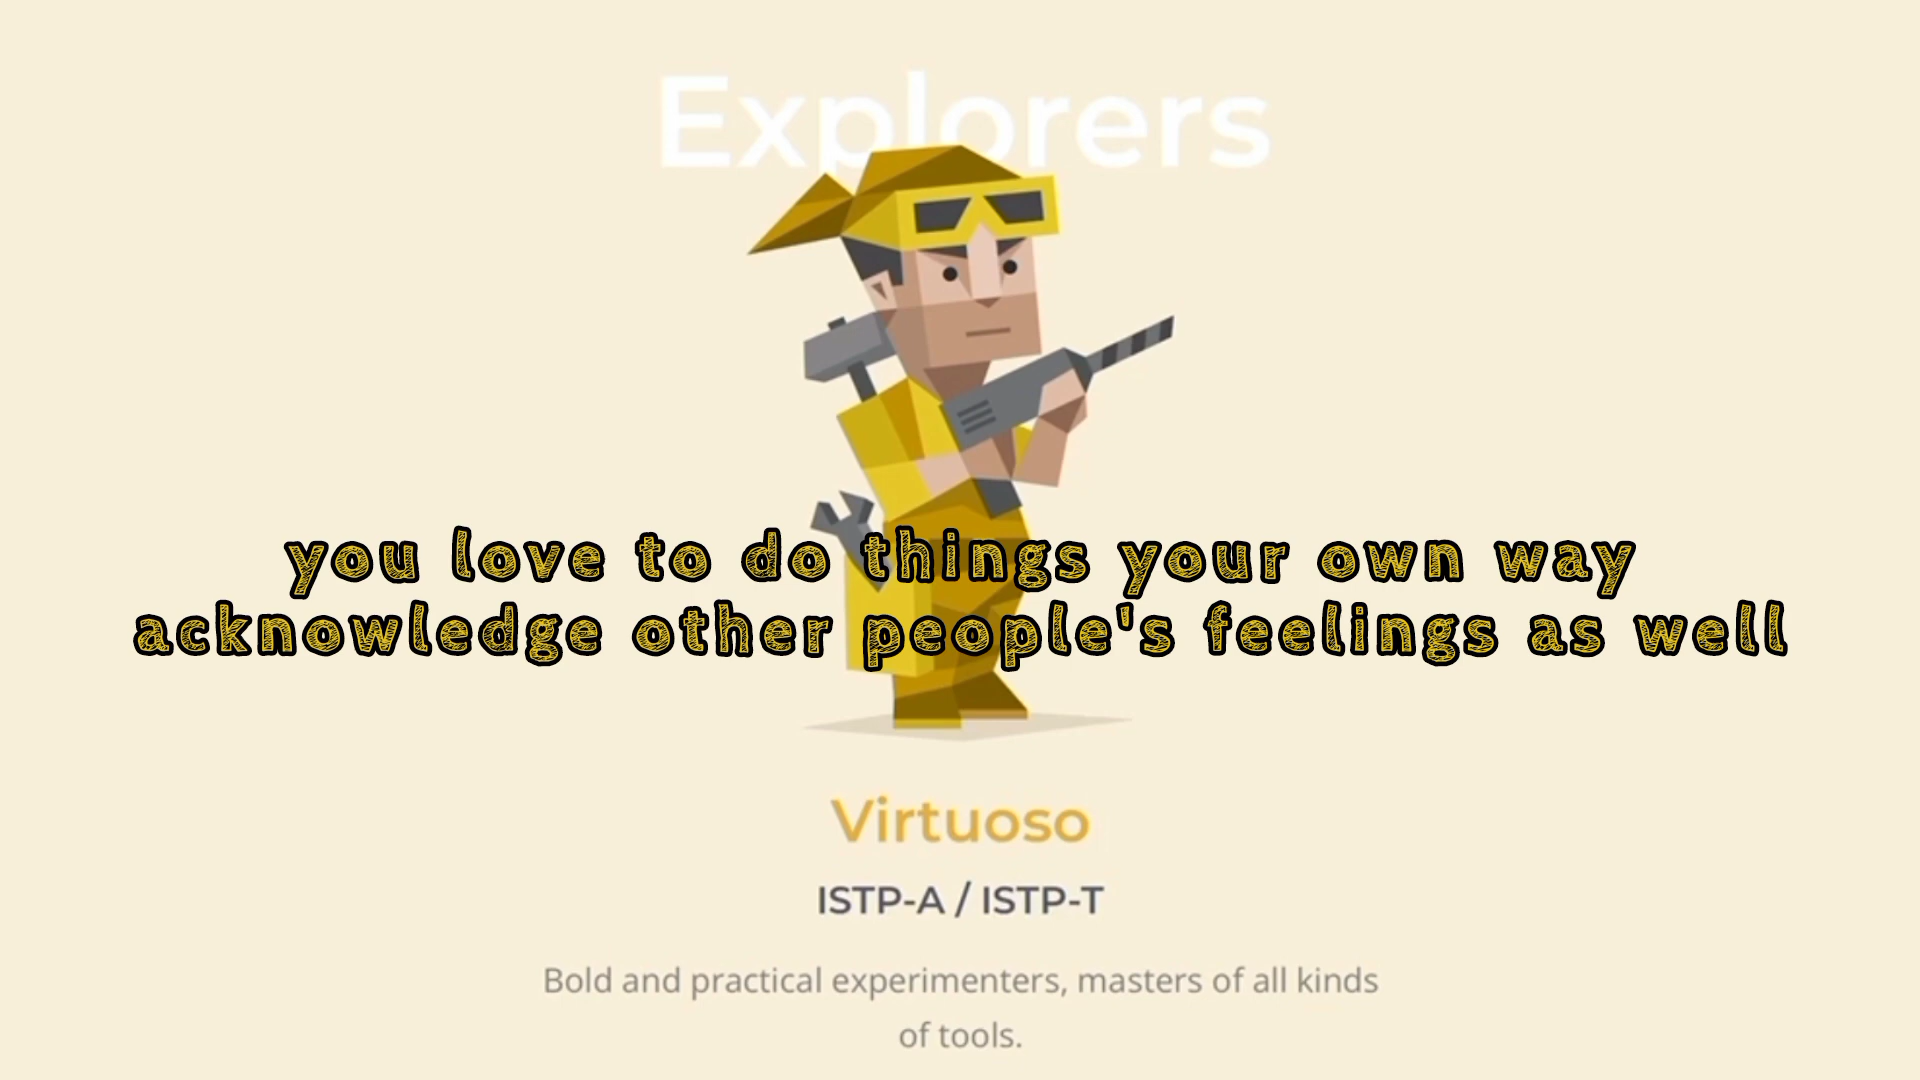 Explorers
you love to do things your own way
acknowledge other people's feelings as well
Virtuoso
ISTP-A / ISTP-T
Bold and practical experimenters, masters of all kinds
of tools.